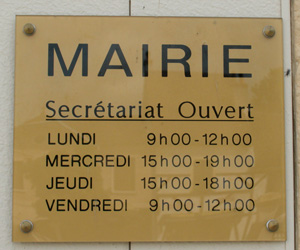 MAIRIE
Secrétariat Ouvert
LUNDI 9h00-12h00
MERCREDI 15h00-19h00
JEUDI 15h00-18h00
VENDREDI 9h00-12h00